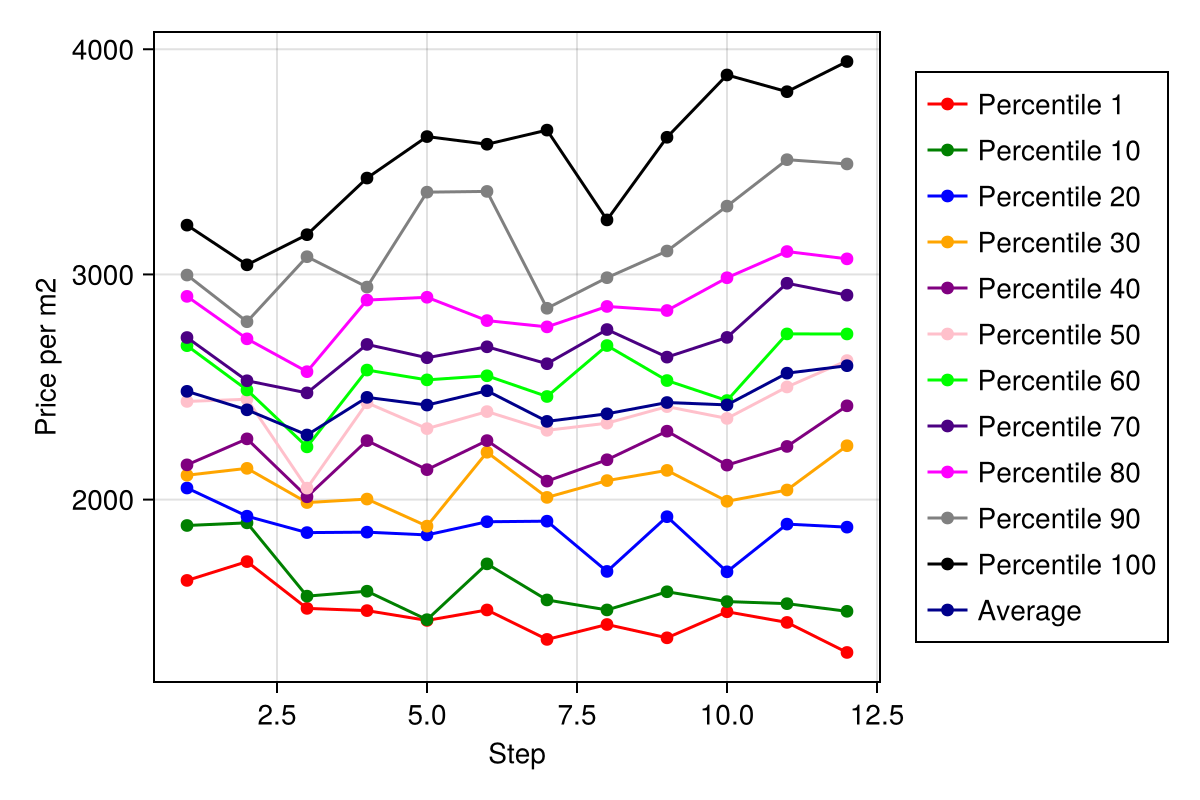 4000
3000
2000
Price per m2
2.5
5.0
7.5
10.0
12.5
Step
Percentile 1
Percentile 10
Percentile 20
Percentile 30
Percentile 40
Percentile 50
Percentile 60
Percentile 70
Percentile 80
Percentile 90
Percentile 100
Average